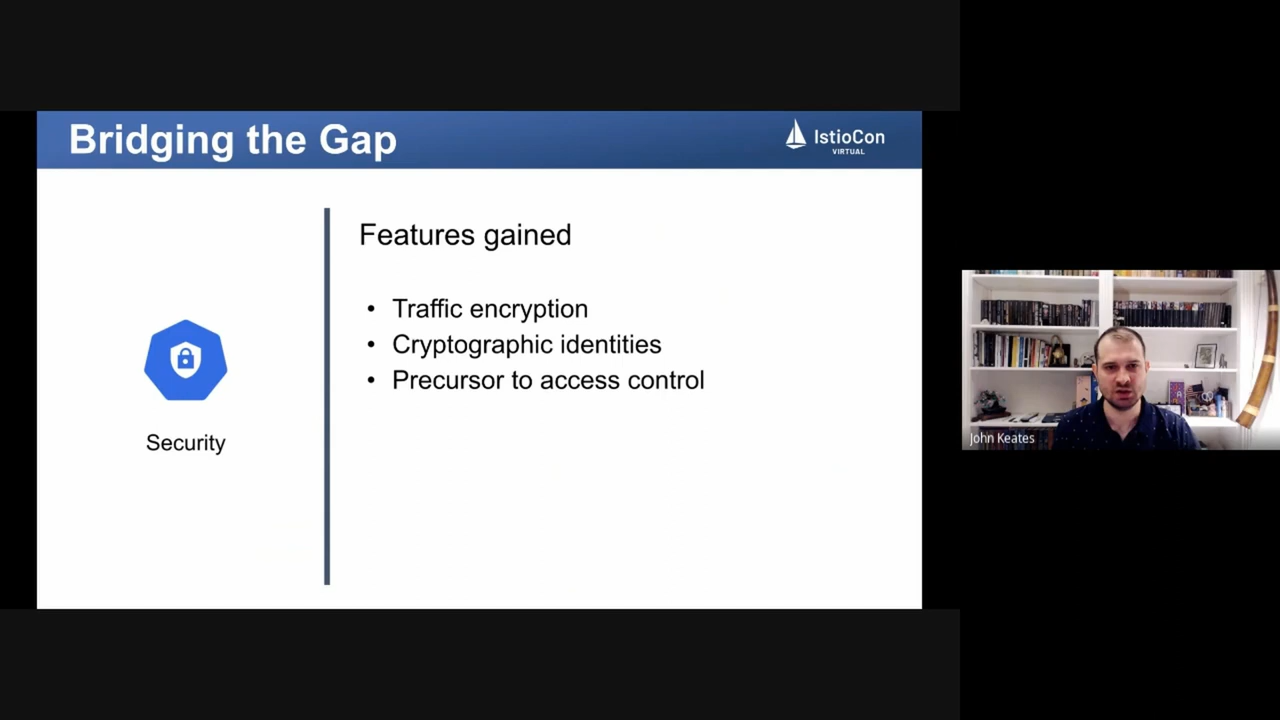 Bridging the Gap
IstioCon
VIRTUAL
Features gained
• Traffic encryption
• Cryptographic identities
• Precursor to access control
Security
John Keates